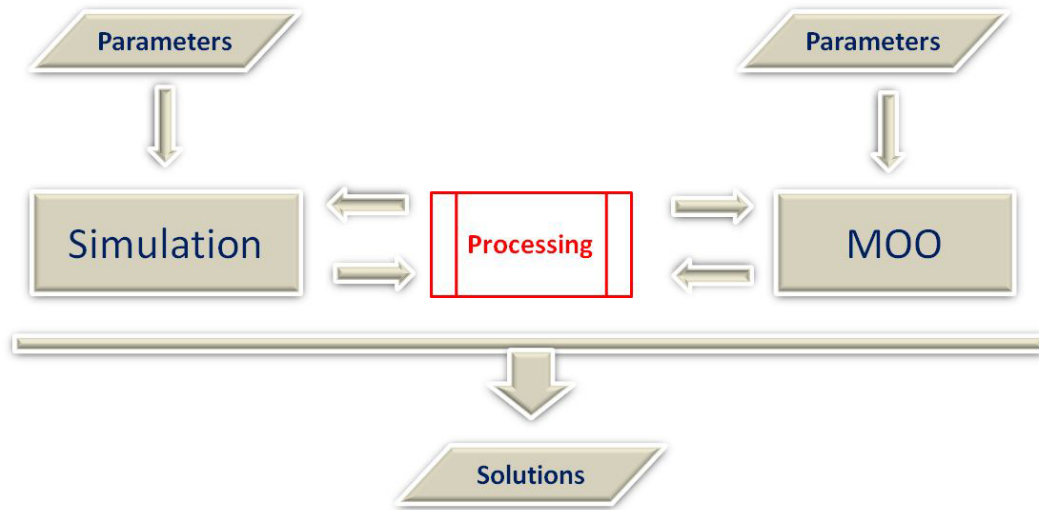 Parameters
Parameters
Simulation
Processing
MOO
Solutions